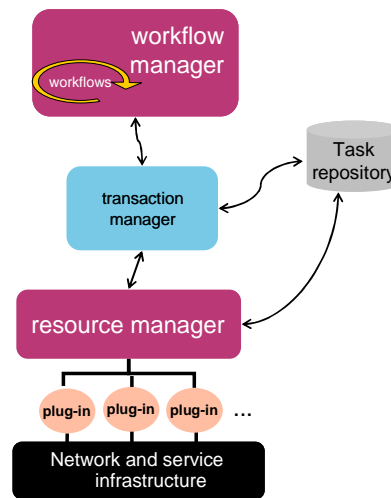 workflow
manager
workflows
Task
repository
transaction
manager
resource manager
plug-in plug-in plug-in ...
Network and service
infrastructure